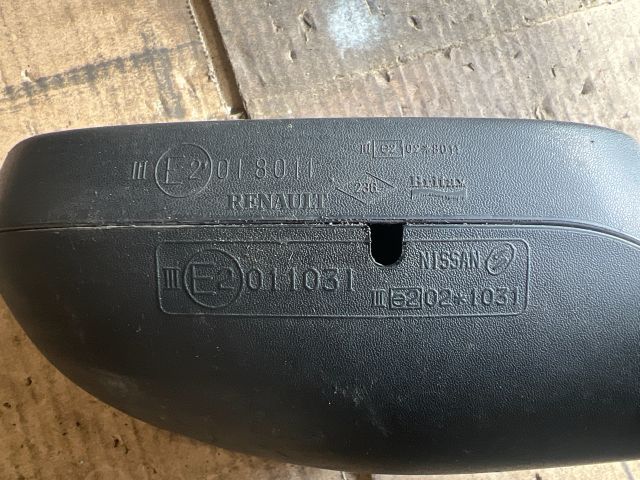 III e2 02*8011
III E2 018011
RENAULT 236 Britax
NISSAN
III E2 011031
III e2 02*1031